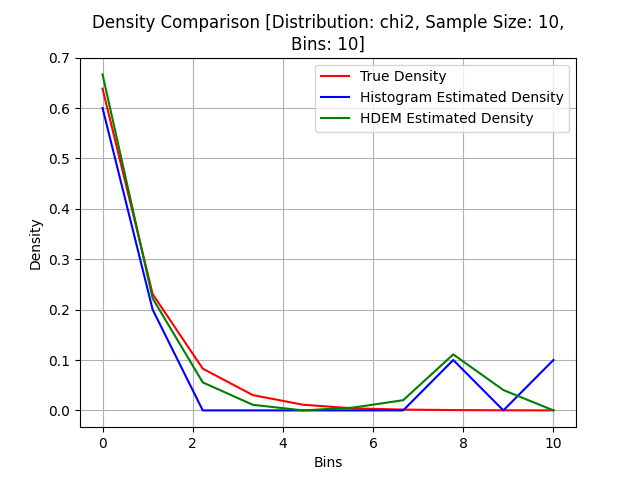 Density Comparison [Distribution: chi2, Sample Size: 10,
Bins: 10]
True Density
Histogram Estimated Density
HDEM Estimated Density
Density
0.7
0.6
0.5
0.4
0.3
0.2
0.1
0.0
0 2 4 6 8 10
Bins